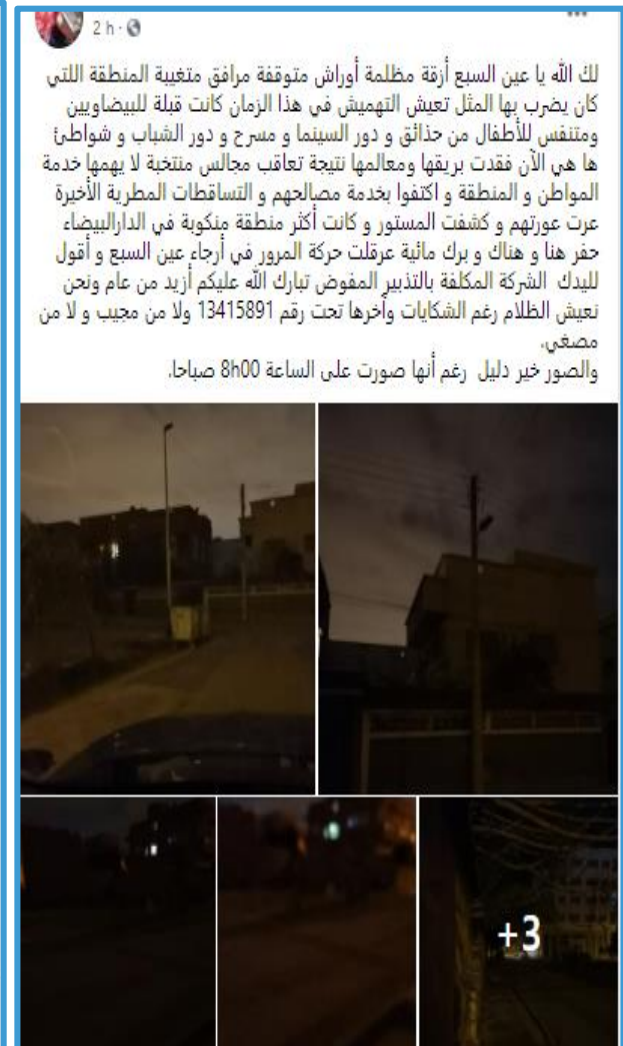 2 h ·
لك الله يا عين السبع أزقة مظلمة أوراش متوقفة مرافق متغيبة المنطقة اللتي
كان يضرب بها المثل تعيش التهميش في هذا الزمان كانت قبلة للبيضاويين
ومتنفس للأطفال من حذائق و دور السينما و مسرح و دور الشباب و شواطئ
ها هي الآن فقدت بريقها ومعالمها نتيجة تعاقب مجالس منتخبة لا يهمها خدمة
المواطن و المنطقة و اكتفوا بخدمة مصالحهم و التساقطات المطرية الأخيرة
عرت عورتهم و كشفت المستور و كانت أكثر منطقة منكوبة في الدارالبيضاء
حفر هنا و هناك و برك مائية عرقلت حركة المرور في أرجاء عين السبع و أقول
لليدك الشركة المكلفة بالتدبير المفوض تبارك الله عليكم أزيد من عام ونحن
نعيش الظلام رغم الشكايات وآخرها تحت رقم 13415891 ولا من مجيب و لا من
مصغي.
والصور خير دليل رغم أنها صورت على الساعة 8h00 صباحا.
+3